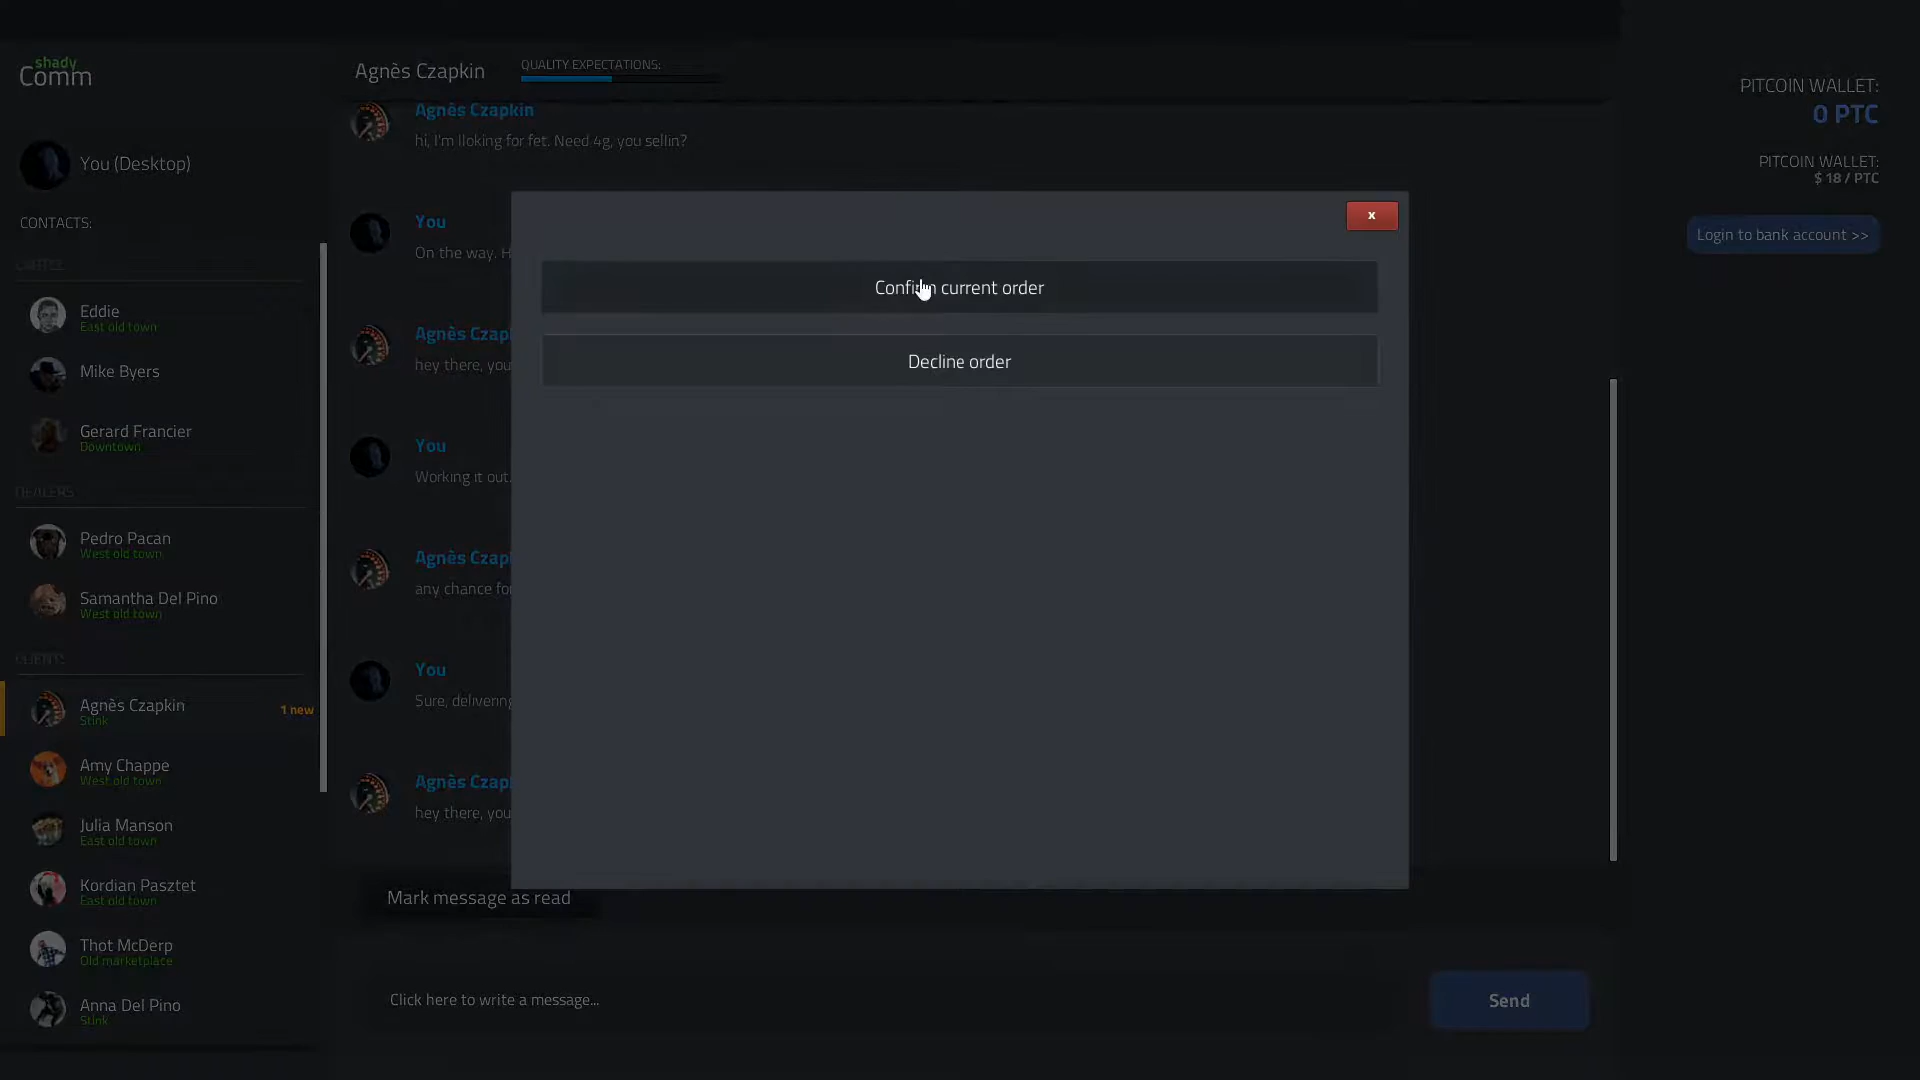 shady
Comm
You (Desktop)
CONTACTS:
Eddie
East old town
Mike Byers
Gerard Francier
Downtown
DEALERS
Pedro Pacan
West old town
Samantha Del Pino
West old town
CLIENTS
Agnès Czapkin
Stink
1 new
Amy Chappe
West old town
Julia Manson
East old town
Kordian Pasztet
East old town
Thot McDerp
Old marketplace
Anna Del Pino
Stink
Agnès Czapkin
QUALITY EXPECTATIONS:
Agnès Czapkin
hi, I'm lloking for fet. Need 4g, you sellin?
You
On the way. H
Agnès Czapl
hey there, you
You
Working it out.
Agnès Czapl
any chance for
You
Sure, delivering
Agnès Czapl
hey there, you
Mark message as read
Click here to write a message...
Send
x
Confirm current order
Decline order
PITCOIN WALLET:
0 PTC
PITCOIN WALLET:
$ 18 / PTC
Login to bank account >>